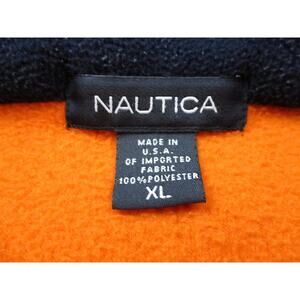 NAUTICA
MADE IN
U.S.A.
OF IMPORTED
FABRIC
100% POLYESTER
XL